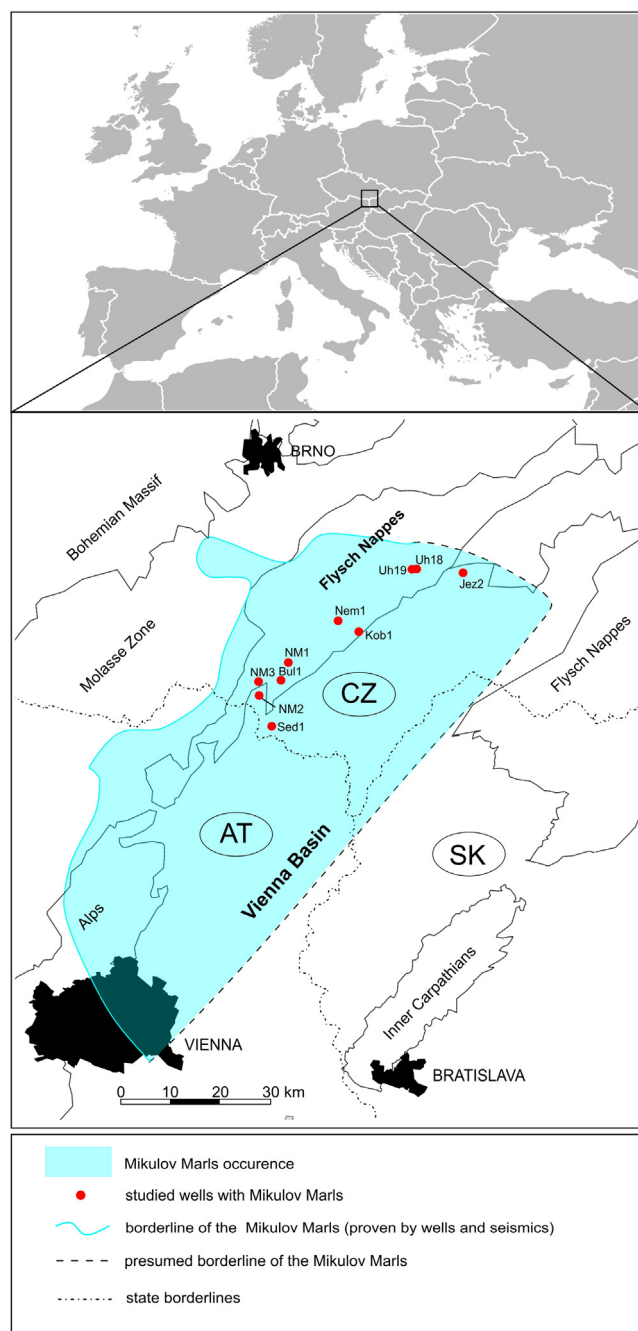 BRNO
Bohemian Massif
Flysch Nappes
Uh18
Uh19
Jez2
Nem1
Kob1
Molasse Zone
NM1
NM3
Bul1
Flysch Nappes
CZ
NM2
Sed1
AT
Vienna Basin
SK
Alps
Inner Carpathians
VIENNA
BRATISLAVA
0 10 20 30 km
Mikulov Marls occurence
studied wells with Mikulov Marls
borderline of the Mikulov Marls (proven by wells and seismics)
presumed borderline of the Mikulov Marls
state borderlines